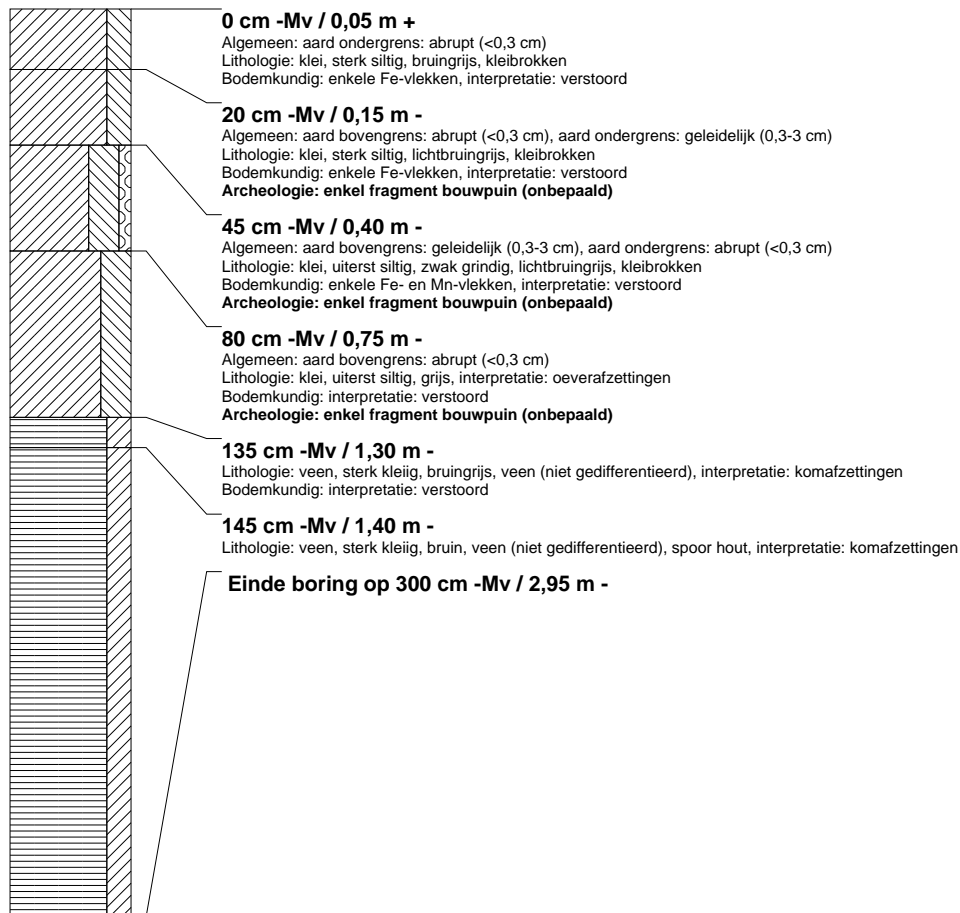 0 cm -Mv / 0,05 m +
Algemeen: aard ondergrens: abrupt (<0,3 cm)
Lithologie: klei, sterk siltig, bruingrijs, kleibrokken
Bodemkundig: enkele Fe-vlekken, interpretatie: verstoord
20 cm -Mv / 0,15 m -
Algemeen: aard bovengrens: abrupt (<0,3 cm), aard ondergrens: geleidelijk (0,3-3 cm)
Lithologie: klei, sterk siltig, lichtbruingrijs, kleibrokken
Bodemkundig: enkele Fe-vlekken, interpretatie: verstoord
Archeologie: enkel fragment bouwpuin (onbepaald)
45 cm -Mv / 0,40 m -
Algemeen: aard bovengrens: geleidelijk (0,3-3 cm), aard ondergrens: abrupt (<0,3 cm)
Lithologie: klei, uiterst siltig, zwak grindig, lichtbruingrijs, kleibrokken
Bodemkundig: enkele Fe- en Mn-vlekken, interpretatie: verstoord
Archeologie: enkel fragment bouwpuin (onbepaald)
80 cm -Mv / 0,75 m -
Algemeen: aard bovengrens: abrupt (<0,3 cm)
Lithologie: klei, uiterst siltig, grijs, interpretatie: oeverafzettingen
Bodemkundig: interpretatie: verstoord
Archeologie: enkel fragment bouwpuin (onbepaald)
135 cm -Mv / 1,30 m -
Lithologie: veen, sterk kleiig, bruingrijs, veen (niet gedifferentieerd), interpretatie: komafzettingen
Bodemkundig: interpretatie: verstoord
145 cm -Mv / 1,40 m -
Lithologie: veen, sterk kleiig, bruin, veen (niet gedifferentieerd), spoor hout, interpretatie: komafzettingen
Einde boring op 300 cm -Mv / 2,95 m -